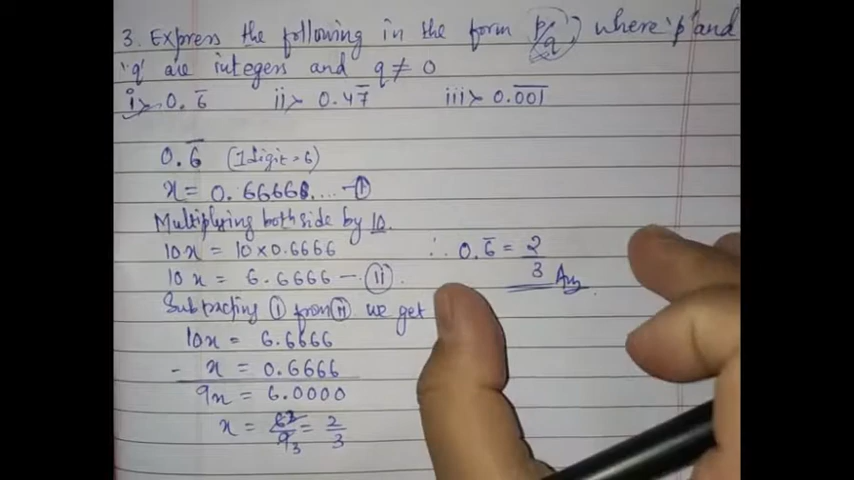 3. Express the following in the form p/q, where 'p' and
'q' are integers and q ≠ 0
i> 0.6̅ ii> 0.47̅ iii> 0.0̅0̅1̅
0.6̅ (1 digit = 6)
x = 0.66666.... —(i)
Multiplying both side by 10.
10x = 10×0.6666
10x = 6.6666 —(ii).
Subtracting (i) from (ii) we get
10x = 6.6666
- x = 0.6666
9x = 6.0000
x = 6 2/9 3 = 2/3
∴ 0.6̅ = 2/3 Ans